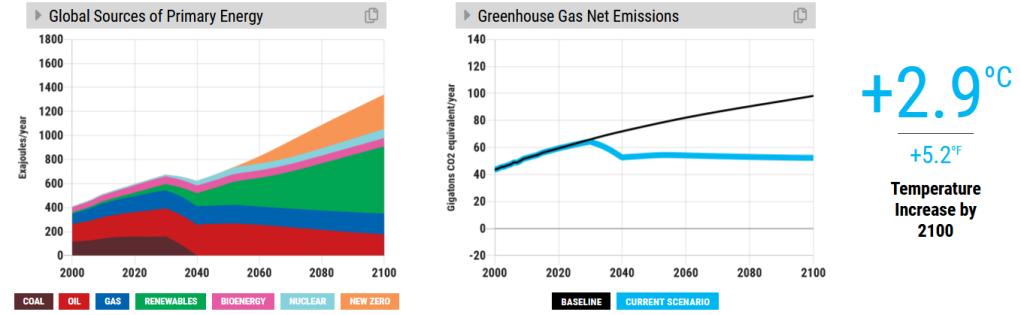 Global Sources of Primary Energy
1800
1600
1400
1200
1000
800
600
400
200
0
Exajoules/year
2000
2020
2040
2060
2080
2100
COAL
OIL
GAS
RENEWABLES
BIOENERGY
NUCLEAR
NEW ZERO
Greenhouse Gas Net Emissions
140
120
100
80
60
40
20
0
-20
Gigatons CO2 equivalent/year
2000
2020
2040
2060
2080
2100
BASELINE
CURRENT SCENARIO
+2.9ºC
+5.2°F
Temperature
Increase by
2100